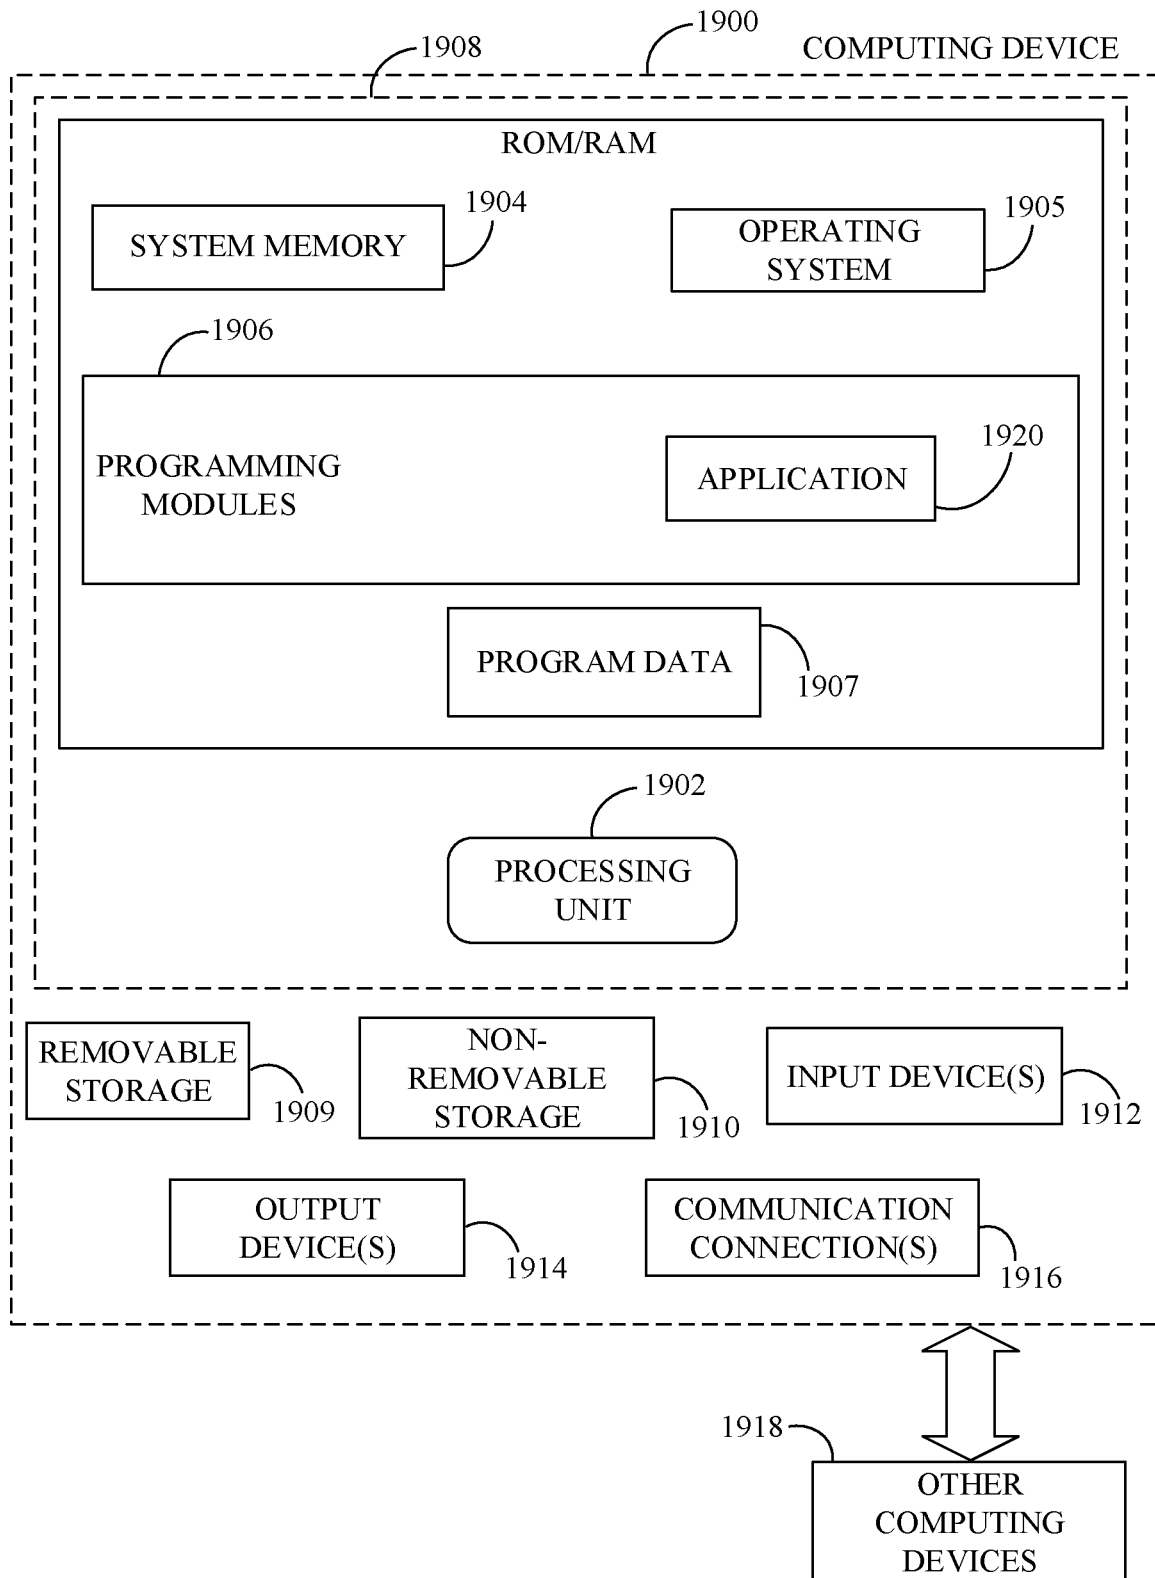 1900
COMPUTING DEVICE
1908
ROM/RAM
SYSTEM MEMORY
1904
OPERATING
SYSTEM
1905
1906
PROGRAMMING
MODULES
APPLICATION
1920
PROGRAM DATA
1907
1902
PROCESSING
UNIT
REMOVABLE
STORAGE
1909
NON-
REMOVABLE
STORAGE
1910
INPUT DEVICE(S)
1912
OUTPUT
DEVICE(S)
1914
COMMUNICATION
CONNECTION(S)
1916
1918
OTHER
COMPUTING
DEVICES